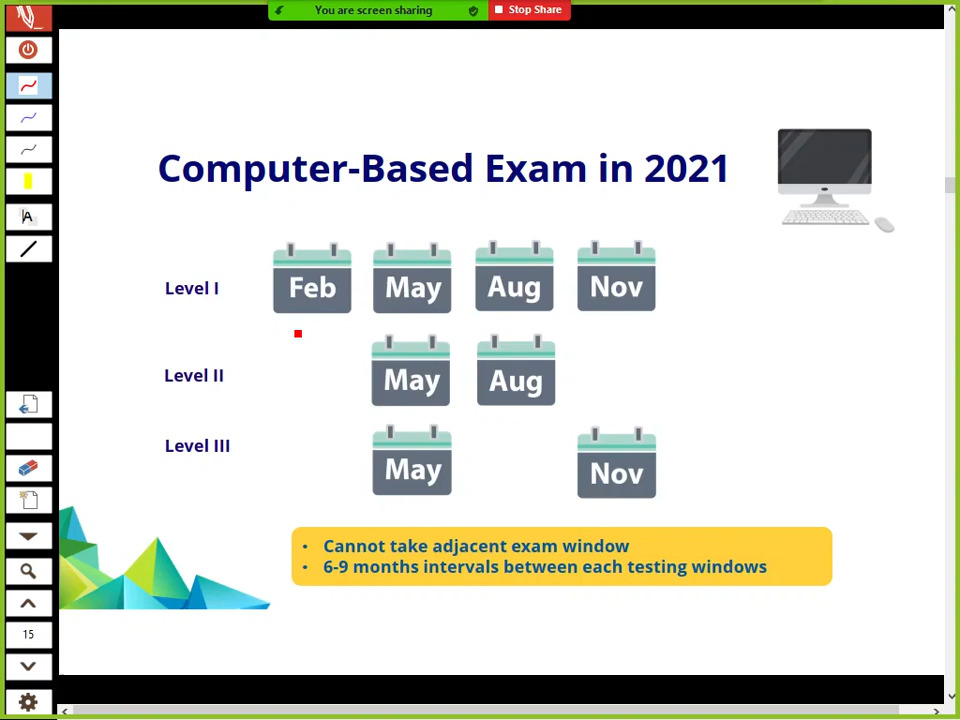 You are screen sharing
Stop Share
Computer-Based Exam in 2021
Level I
Feb
May
Aug
Nov
Level II
May
Aug
Level III
May
Nov
• Cannot take adjacent exam window
• 6-9 months intervals between each testing windows
A
15